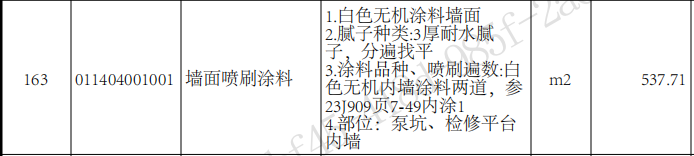 163
011404001001
墙面喷刷涂料
1.白色无机涂料墙面
2.腻子种类:3厚耐水腻
子，分遍找平
3.涂料品种、喷刷遍数:白
色无机内墙涂料两道，参
23J909页7-49内涂1
4.部位：泵坑、检修平台
内墙
m2
537.71